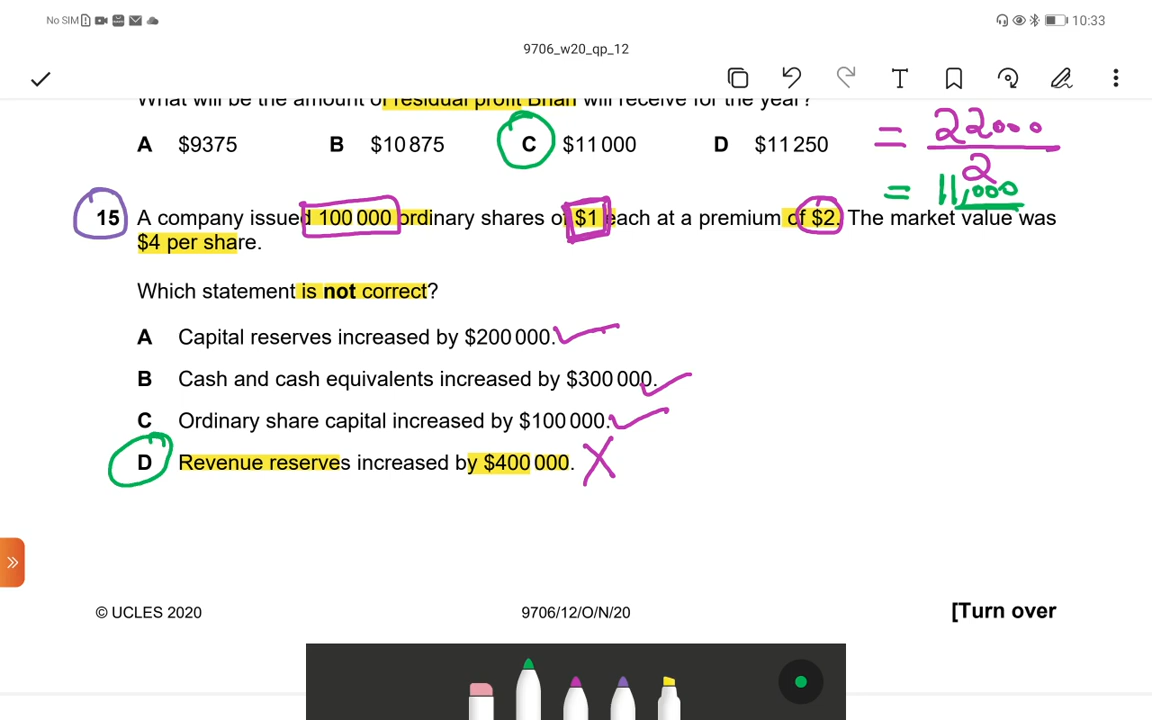 No SIM
10:33
9706_w20_qp_12
What will be the amount of residual profit Brian will receive for the year?
A $9375 B $10 875 C $11 000 D $11 250
= 22000
2
= 11,000
15 A company issued 100 000 ordinary shares of $1 each at a premium of $2. The market value was
$4 per share.
Which statement is not correct?
A Capital reserves increased by $200 000.
B Cash and cash equivalents increased by $300 000.
C Ordinary share capital increased by $100 000.
D Revenue reserves increased by $400 000.
© UCLES 2020 9706/12/O/N/20 [Turn over